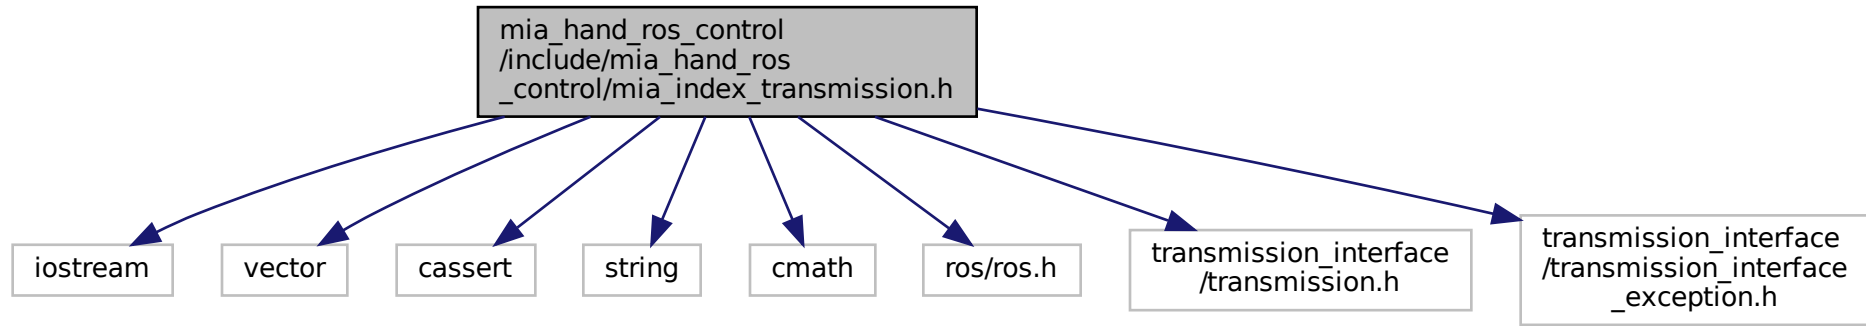 mia_hand_ros_control
/include/mia_hand_ros
_control/mia_index_transmission.h
iostream
vector
cassert
string
cmath
ros/ros.h
transmission_interface
/transmission.h
transmission_interface
/transmission_interface
_exception.h